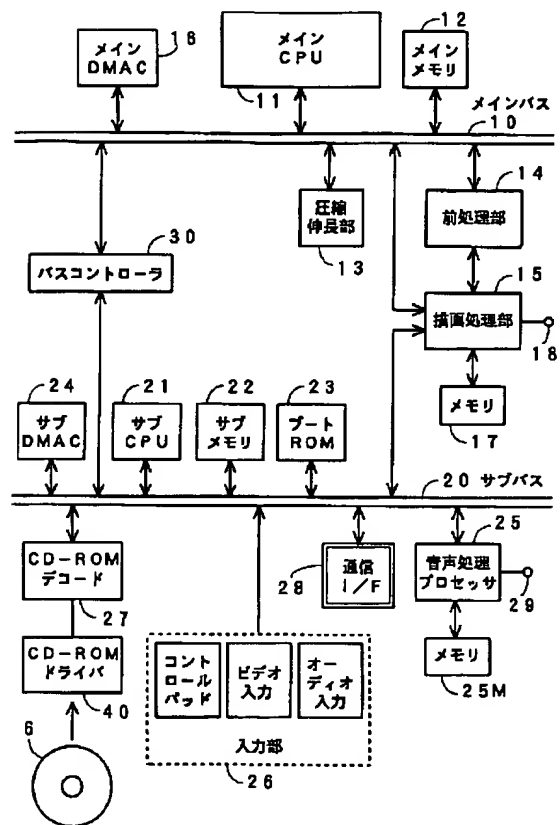 16
メイン
DMAC
メイン
CPU
11
12
メイン
メモリ
メインバス
10
14
前処理部
圧縮
伸長部
13
30
バスコントローラ
15
描画処理部
18
メモリ
17
24
サブ
DMAC
21
サブ
CPU
22
サブ
メモリ
23
ブート
ROM
20 サブバス
CD-ROM
デコード
27
CD-ROM
ドライバ
40
6
28
通信
I/F
25
音声処理
プロセッサ
29
メモリ
25M
コント
ロール
パッド
ビデオ
入力
オー
ディオ
入力
入力部
26